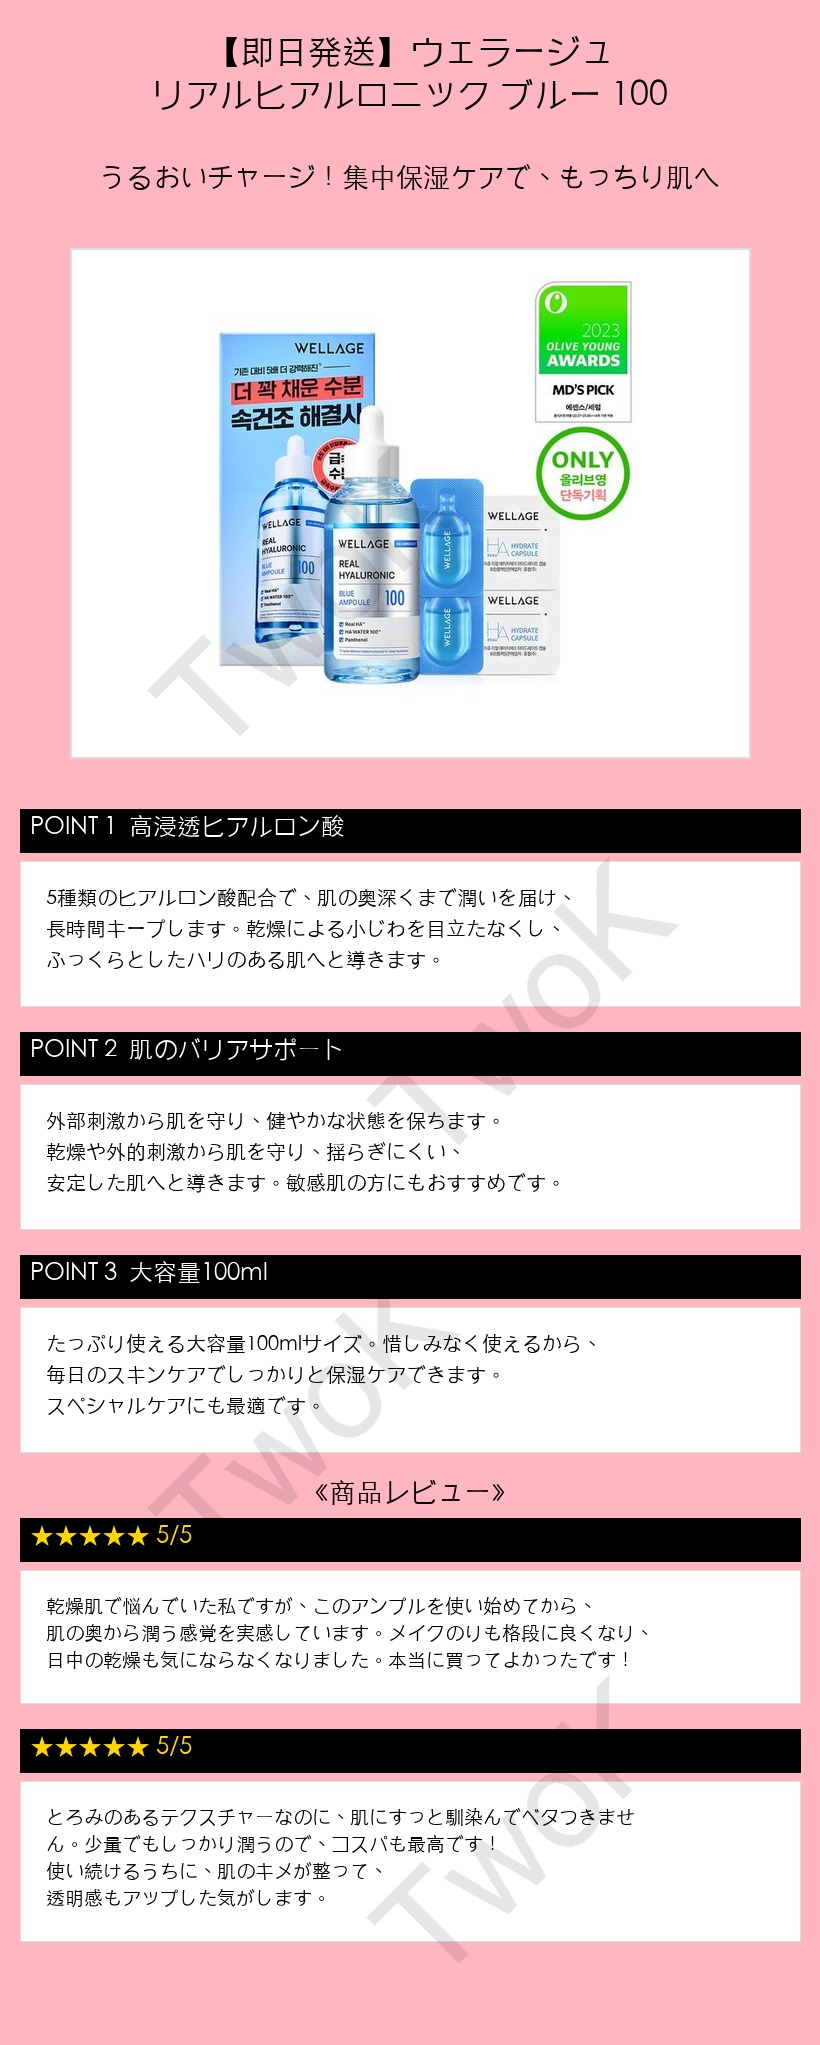 【即日発送】ウェラージュ
リアルヒアルロニック ブルー 100
うるおいチャージ！集中保湿ケアで、もっちり肌へ
WELLAGE
기존 대비 5배 더 강력해진
더 꽉 채운 수분
속건조 해결사
WELLAGE
REAL
HYALURONIC
BLUE
AMPOULE
100
Real HA™
HA WATER 100™
Panthenol
WELLAGE
REAL
HYALURONIC
BLUE
AMPOULE
100
Real HA™
HA WATER 100™
Panthenol
WELLAGE
WELLAGE
WELLAGE
HA HYDRATE
CAPSULE
WELLAGE
HA HYDRATE
CAPSULE
2023
OLIVE YOUNG
AWARDS
MD'S PICK
에센스/세럼
ONLY
올리브영
단독기획
POINT 1 高浸透ヒアルロン酸
5種類のヒアルロン酸配合で、肌の奥深くまで潤いを届け、
長時間キープします。乾燥による小じわを目立たなくし、
ふっくらとしたハリのある肌へと導きます。
POINT 2 肌のバリアサポート
外部刺激から肌を守り、健やかな状態を保ちます。
乾燥や外的刺激から肌を守り、揺らぎにくい、
安定した肌へと導きます。敏感肌の方にもおすすめです。
POINT 3 大容量100ml
たっぷり使える大容量100mlサイズ。惜しみなく使えるから、
毎日のスキンケアでしっかりと保湿ケアできます。
スペシャルケアにも最適です。
《商品レビュー》
★★★★★ 5/5
乾燥肌で悩んでいた私ですが、このアンプルを使い始めてから、
肌の奥から潤う感覚を実感しています。メイクのりも格段に良くなり、
日中の乾燥も気にならなくなりました。本当に買ってよかったです！
★★★★★ 5/5
とろみのあるテクスチャーなのに、肌にすっと馴染んでベタつきませ
ん。少量でもしっかり潤うので、コスパも最高です！
使い続けるうちに、肌のキメが整って、
透明感もアップした気がします。
TwoK
TwoK
TwoK
TwoK